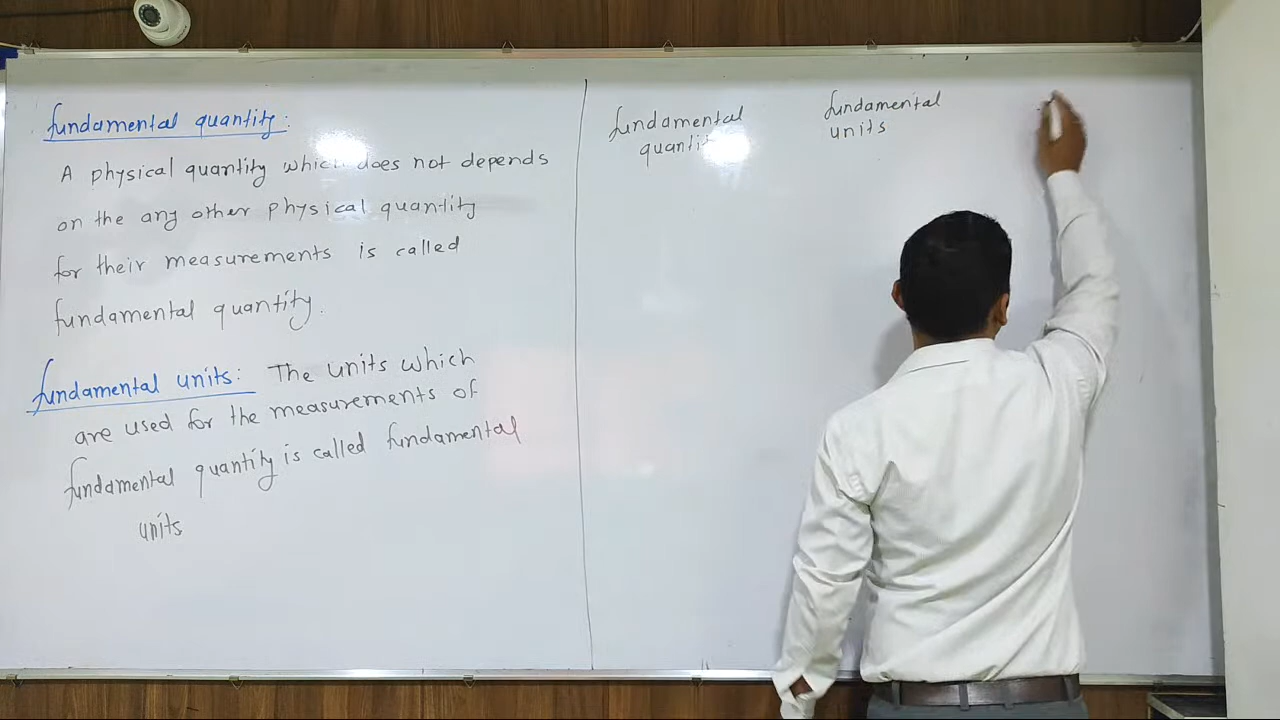 fundamental quantity:
A physical quantity which does not depends
on the any other physical quantity
for their measurements is called
fundamental quantity.
fundamental units: The units which
are used for the measurements of
fundamental quantity is called fundamental
units
fundamental
fundamental
units